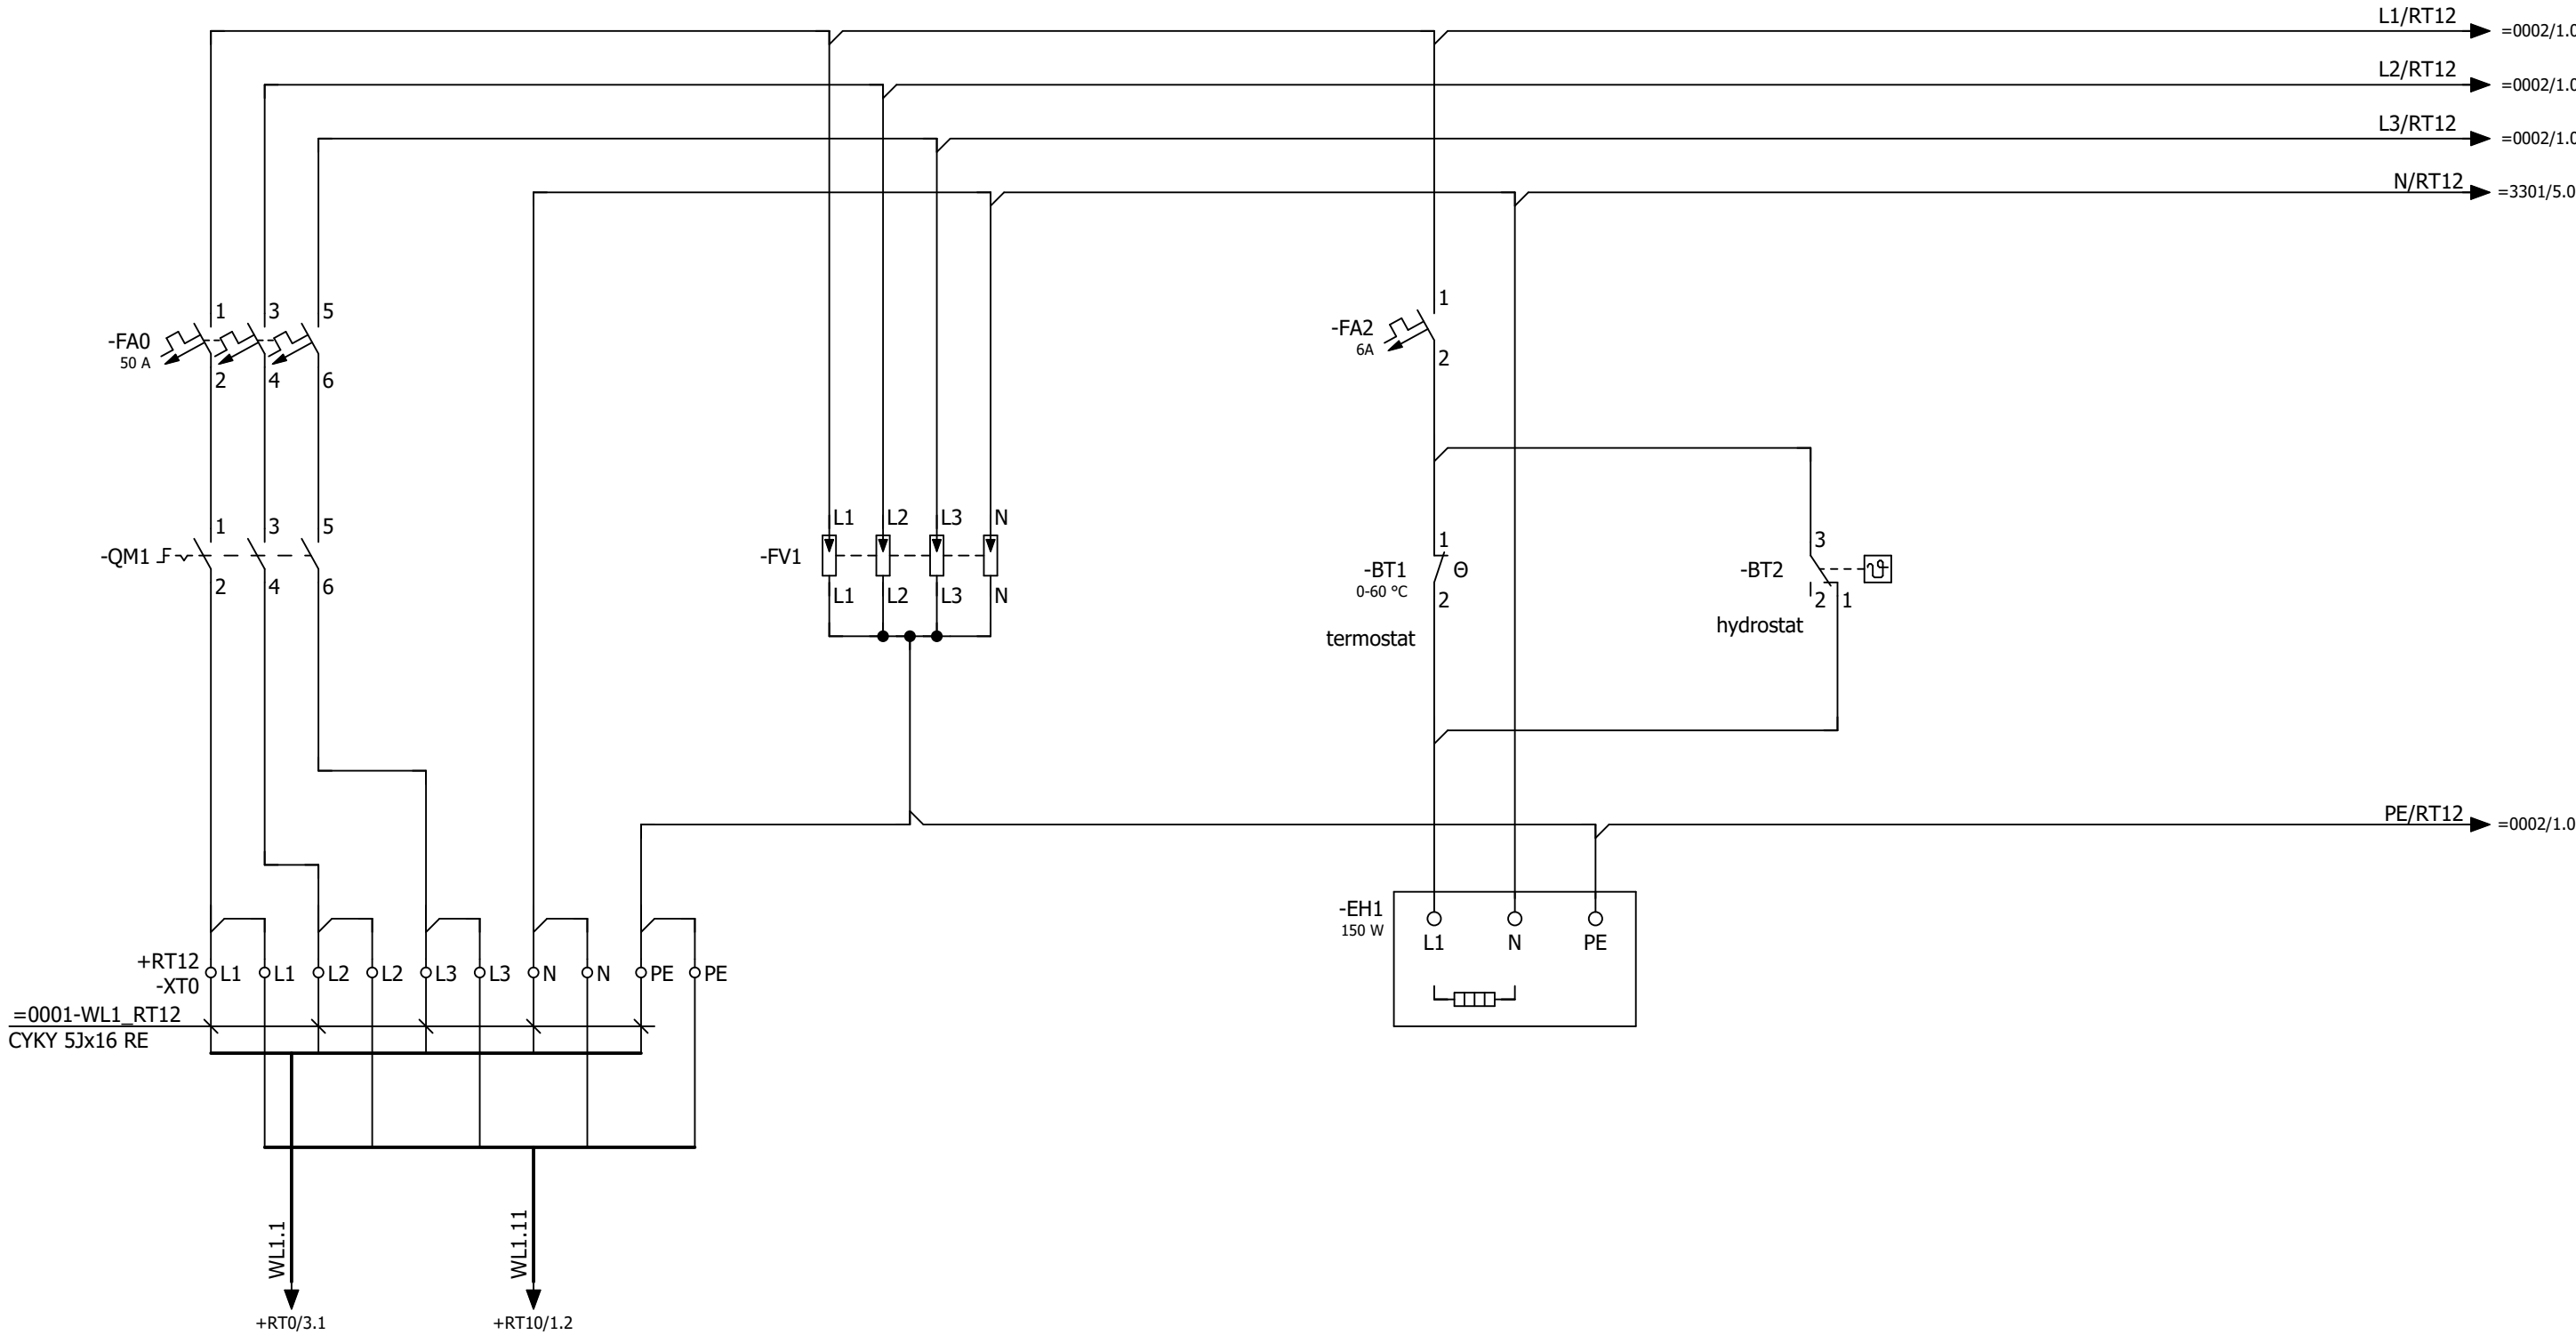 L1/RT12
=0002/1.0
L2/RT12
=0002/1.0
L3/RT12
=0002/1.0
N/RT12
=3301/5.0
1 3 5
-FA0
50 A
2 4 6
1
-FA2
6A
2
1 3 5
-QM1
2 4 6
L1 L2 L3 N
-FV1
L1 L2 L3 N
1
-BT1 Θ
0-60 °C
2
termostat
3
-BT2 ϑ
2 1
hydrostat
PE/RT12
=0002/1.0
-EH1
150 W
L1 N PE
+RT12
-XT0
L1 L1 L2 L2 L3 L3 N N PE PE
=0001-WL1_RT12
CYKY 5Jx16 RE
WL1.1
WL1.11
+RT0/3.1
+RT10/1.2